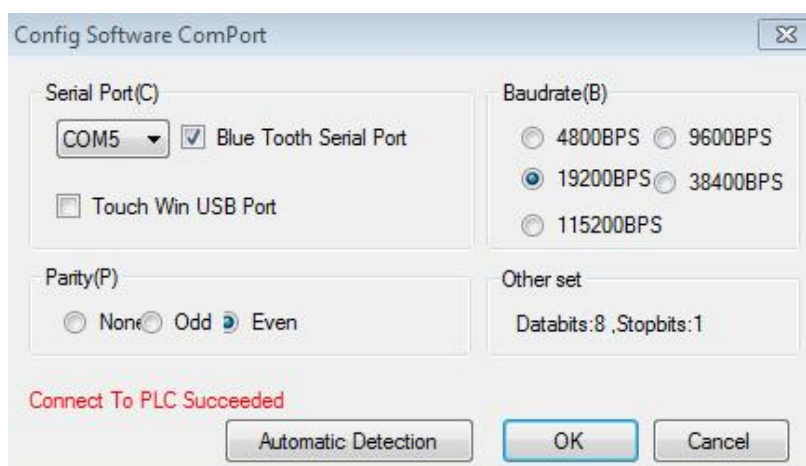 Config Software ComPort
Serial Port(C)
COM5
Blue Tooth Serial Port
Touch Win USB Port
Baudrate(B)
4800BPS 9600BPS
19200BPS 38400BPS
115200BPS
Parity(P)
None Odd Even
Other set
Databits:8 ,Stopbits:1
Connect To PLC Succeeded
Automatic Detection OK Cancel